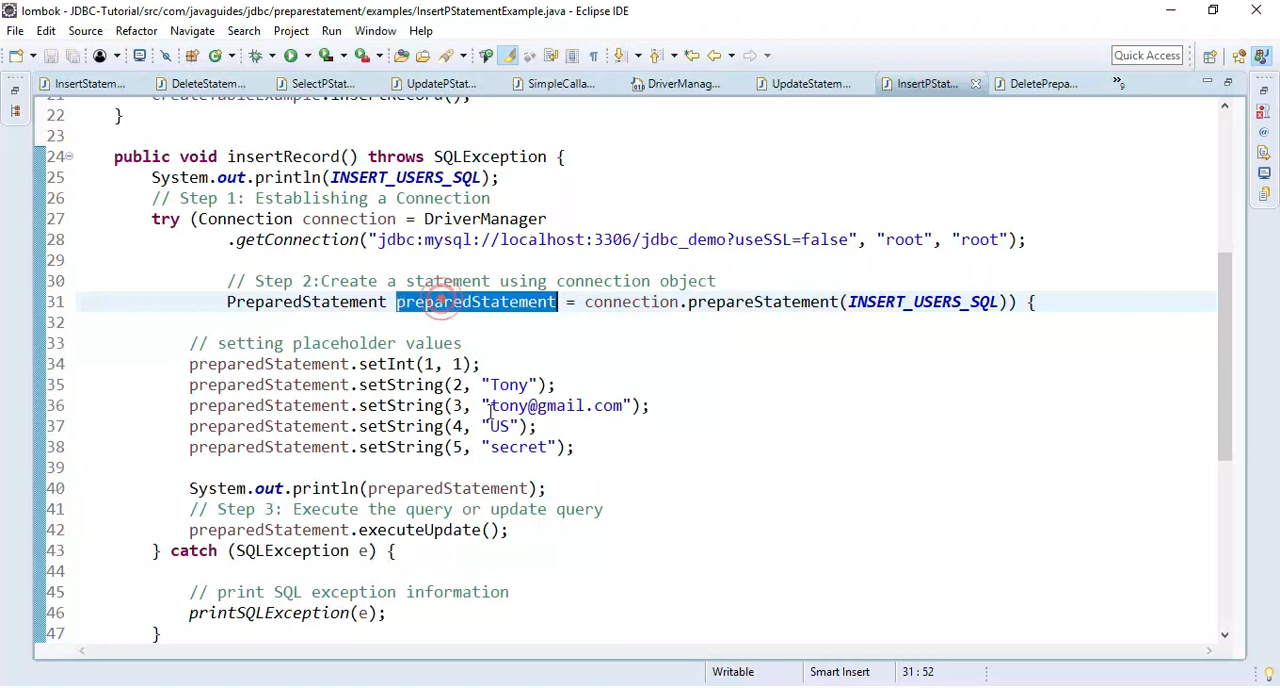 lombok - JDBC-Tutorial/src/com/javaguides/jdbc/preparestatement/examples/InsertPStatementExample.java - Eclipse IDE
File Edit Source Refactor Navigate Search Project Run Window Help
Quick Access
InsertStatem... DeleteStatem... SelectPStat... UpdatePStat... SimpleCalla... DriverManag... UpdateStatem... InsertPStat... DeletePrepa... »9
22 }
23
24 public void insertRecord() throws SQLException {
25 System.out.println(INSERT_USERS_SQL);
26 // Step 1: Establishing a Connection
27 try (Connection connection = DriverManager
28 .getConnection("jdbc:mysql://localhost:3306/jdbc_demo?useSSL=false", "root", "root");
29
30 // Step 2:Create a statement using connection object
31 PreparedStatement preparedStatement = connection.prepareStatement(INSERT_USERS_SQL)) {
32
33 // setting placeholder values
34 preparedStatement.setInt(1, 1);
35 preparedStatement.setString(2, "Tony");
36 preparedStatement.setString(3, "tony@gmail.com");
37 preparedStatement.setString(4, "US");
38 preparedStatement.setString(5, "secret");
39
40 System.out.println(preparedStatement);
41 // Step 3: Execute the query or update query
42 preparedStatement.executeUpdate();
43 } catch (SQLException e) {
44
45 // print SQL exception information
46 printSQLException(e);
47 }
Writable Smart Insert 31 : 52